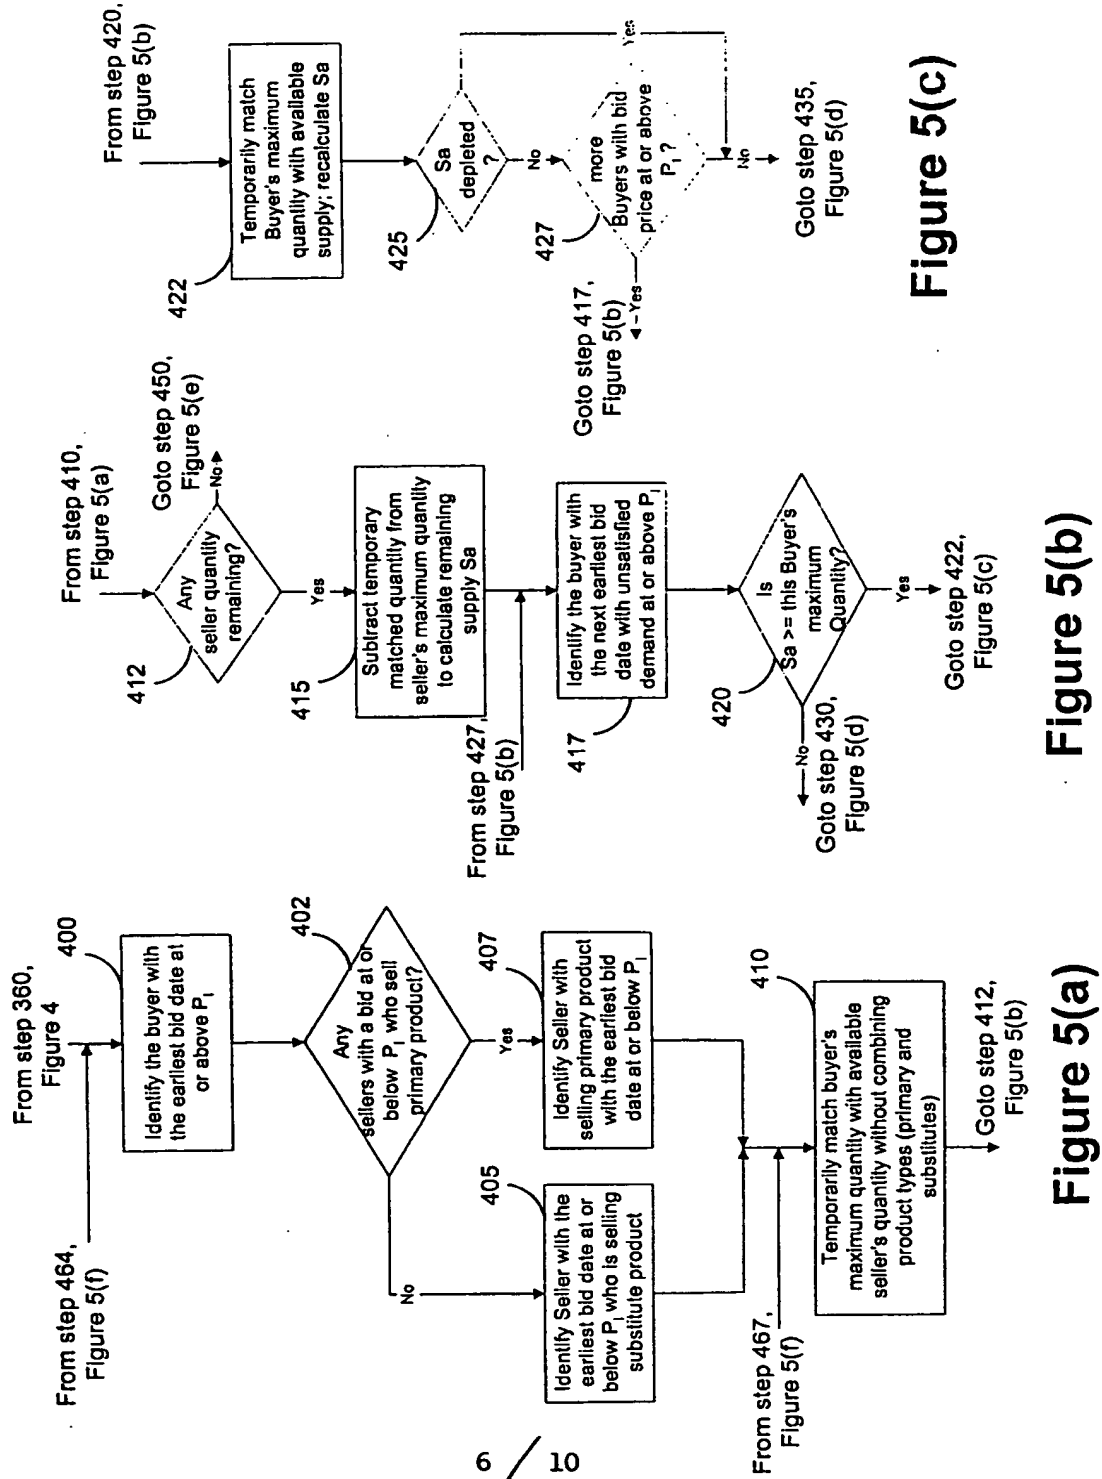 From step 360,
Figure 4
From step 464,
Figure 5(f)
400
Identify the buyer with
the earliest bid date at
or above PI
402
Any
sellers with a bid at or
below PI who sell
primary product?
No
Yes
405
Identify Seller with the
earliest bid date at or
below PI who is selling
substitute product
407
Identify Seller with
selling primary product
with the earliest bid
date at or below PI
From step 467,
Figure 5(f)
410
Temporarily match buyer's
maximum quantity with available
seller's quantity without combining
product types (primary and
substitutes)
Goto step 412,
Figure 5(b)
Figure 5(a)
From step 410,
Figure 5(a)
412
Any
seller quantity
remaining?
No
Goto step 450,
Figure 5(e)
Yes
415
Subtract temporary
matched quantity from
seller's maximum quantity
to calculate remaining
supply Sa
From step 427,
Figure 5(b)
417
Identify the buyer with
the next earliest bid
date with unsatisfied
demand at or above PI
420
Is
Sa >= this Buyer's
maximum
Quantity?
No
Goto step 430,
Figure 5(d)
Yes
Goto step 422,
Figure 5(c)
Figure 5(b)
From step 420,
Figure 5(b)
422
Temporarily match
Buyer's maximum
quantity with available
supply; recalculate Sa
425
Sa
depleted
?
Yes
No
427
more
Buyers with bid
price at or above
PI ?
Yes
Goto step 417,
Figure 5(b)
No
Goto step 435,
Figure 5(d)
Figure 5(c)
6 / 10